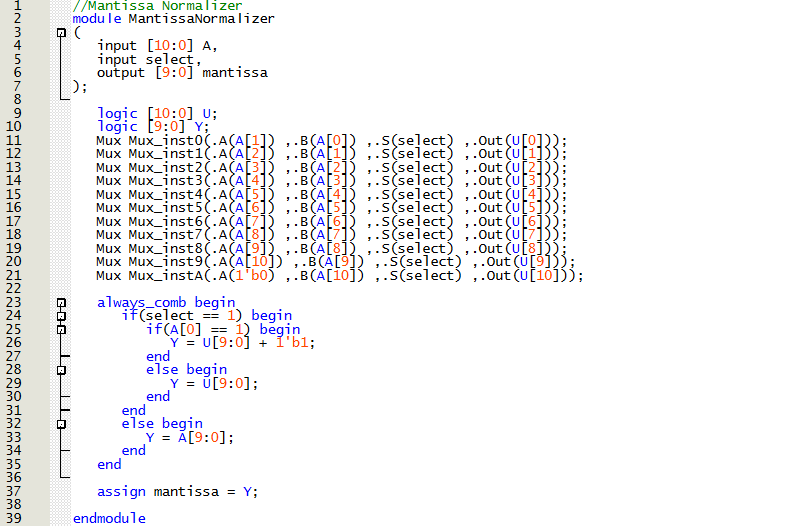 1 //Mantissa Normalizer
2 module MantissaNormalizer
3 (
4 input [10:0] A,
5 input select,
6 output [9:0] mantissa
7 );
8
9 logic [10:0] U;
10 logic [9:0] Y;
11 Mux Mux_inst0(.A(A[1]) ,.B(A[0]) ,.S(select) ,.Out(U[0]));
12 Mux Mux_inst1(.A(A[2]) ,.B(A[1]) ,.S(select) ,.Out(U[1]));
13 Mux Mux_inst2(.A(A[3]) ,.B(A[2]) ,.S(select) ,.Out(U[2]));
14 Mux Mux_inst3(.A(A[4]) ,.B(A[3]) ,.S(select) ,.Out(U[3]));
15 Mux Mux_inst4(.A(A[5]) ,.B(A[4]) ,.S(select) ,.Out(U[4]));
16 Mux Mux_inst5(.A(A[6]) ,.B(A[5]) ,.S(select) ,.Out(U[5]));
17 Mux Mux_inst6(.A(A[7]) ,.B(A[6]) ,.S(select) ,.Out(U[6]));
18 Mux Mux_inst7(.A(A[8]) ,.B(A[7]) ,.S(select) ,.Out(U[7]));
19 Mux Mux_inst8(.A(A[9]) ,.B(A[8]) ,.S(select) ,.Out(U[8]));
20 Mux Mux_inst9(.A(A[10]) ,.B(A[9]) ,.S(select) ,.Out(U[9]));
21 Mux Mux_instA(.A(1'b0) ,.B(A[10]) ,.S(select) ,.Out(U[10]));
22
23 always_comb begin
24 if(select == 1) begin
25 if(A[0] == 1) begin
26 Y = U[9:0] + 1'b1;
27 end
28 else begin
29 Y = U[9:0];
30 end
31 end
32 else begin
33 Y = A[9:0];
34 end
35 end
36
37 assign mantissa = Y;
38
39 endmodule